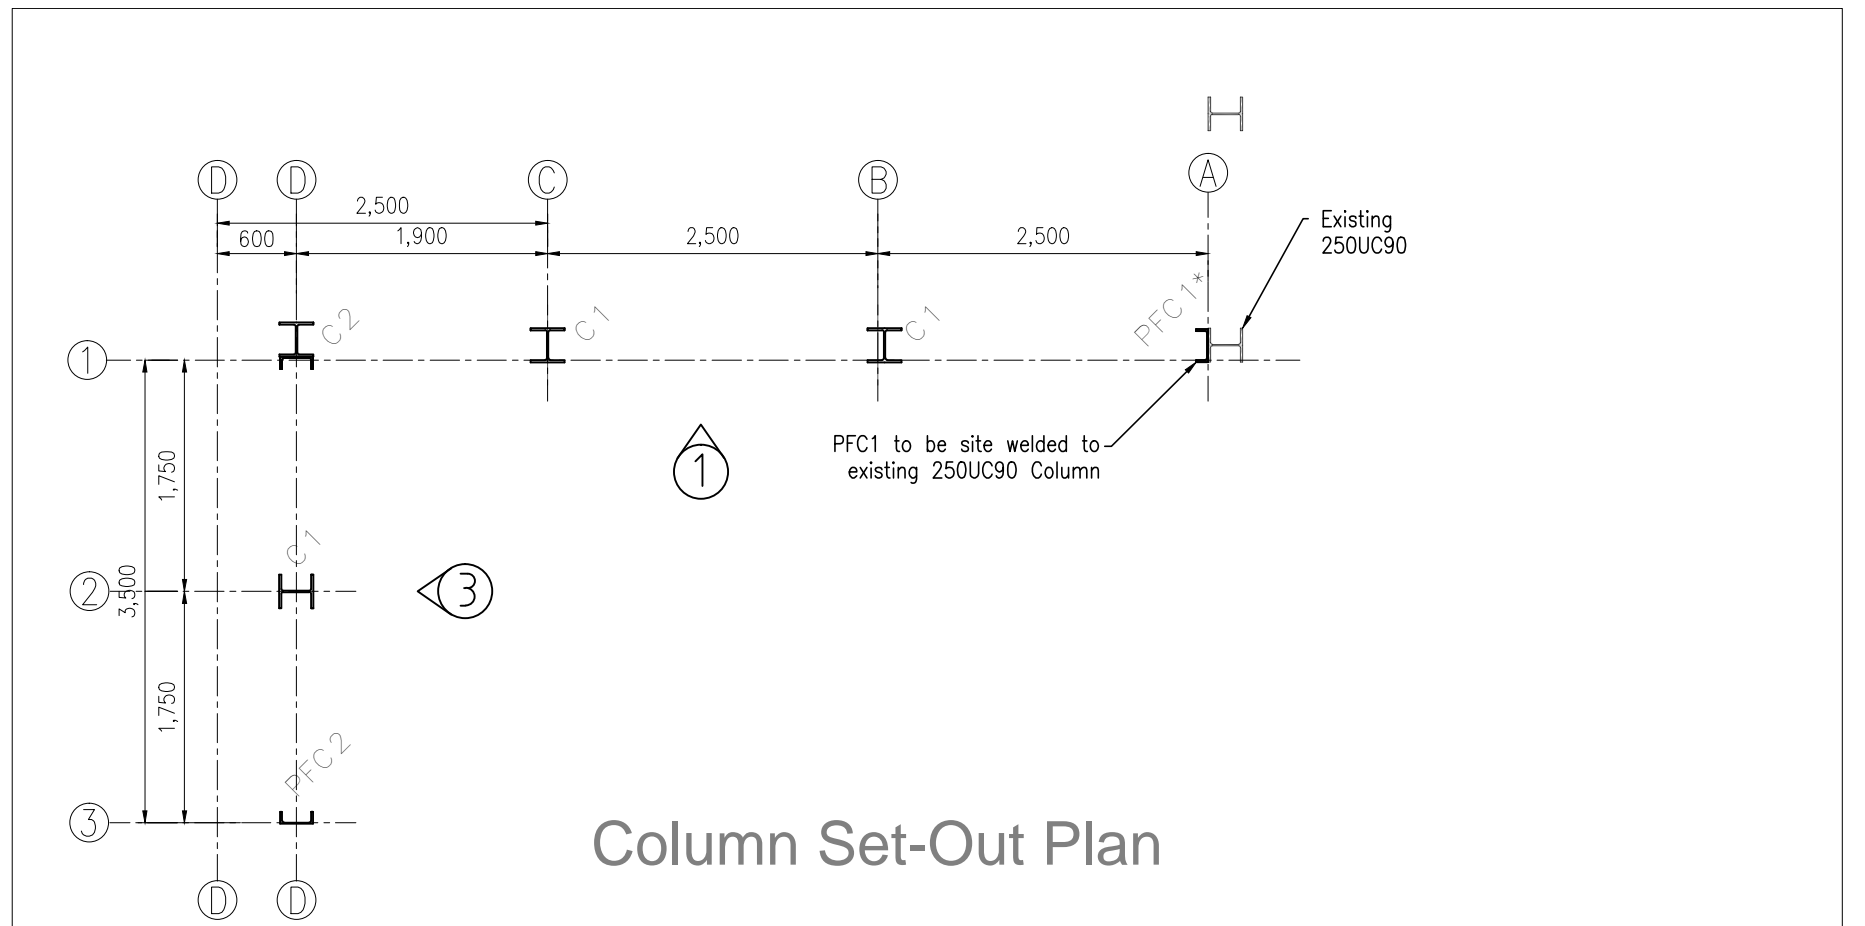 D
D
C
B
A
2,500
600
1,900
2,500
2,500
Existing
250UC90
C2
C1
C1
PFC1*
1
PFC1 to be site welded to
existing 250UC90 Column
1
1,750
3,500
C1
2
3
1,750
PFC2
3
Column Set-Out Plan
D
D